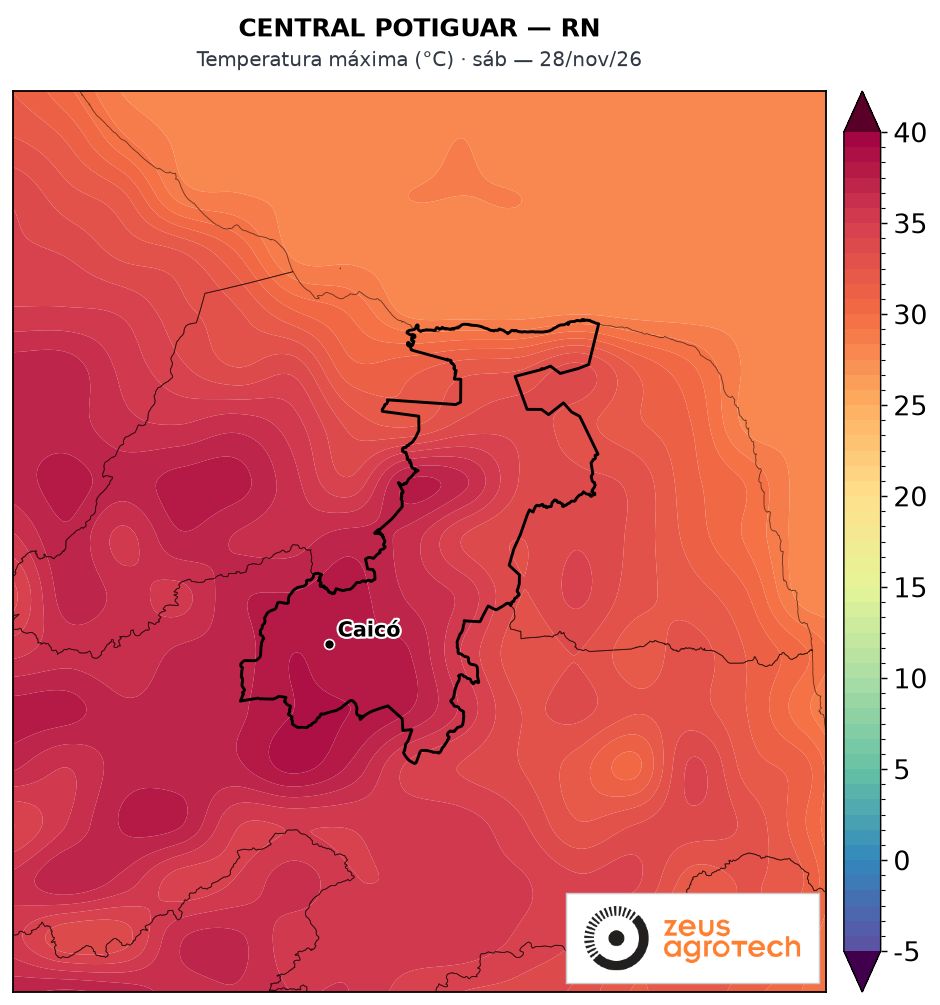 CENTRAL POTIGUAR — RN
Temperatura máxima (°C) · sáb — 28/nov/26
40
35
30
25
20
15
10
5
0
-5
Caicó
zeus
agrotech